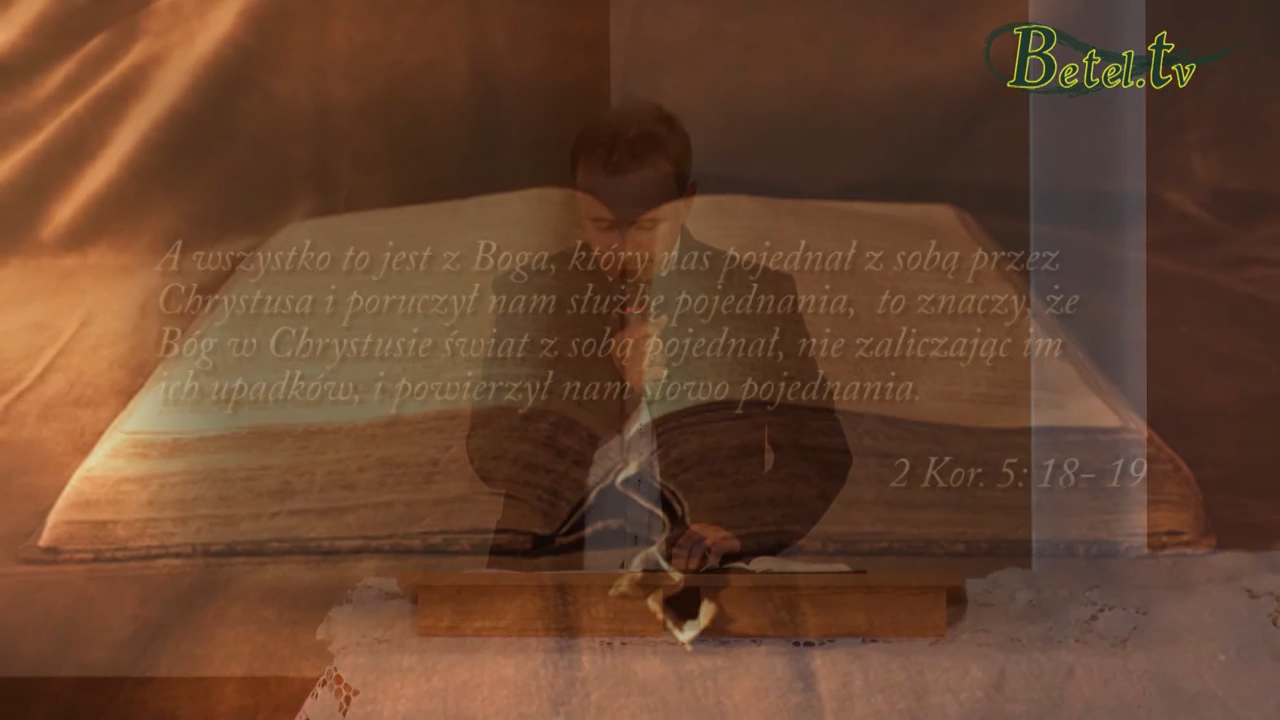 Betel.tv
A wszystko to jest z Boga, który nas pojednał z sobą przez
Chrystusa i poruczył nam służbę pojednania, to znaczy, że
Bóg w Chrystusie świat z sobą pojednał, nie zaliczając im
ich upadków, i powierzył nam słowo pojednania.
2 Kor. 5: 18– 19